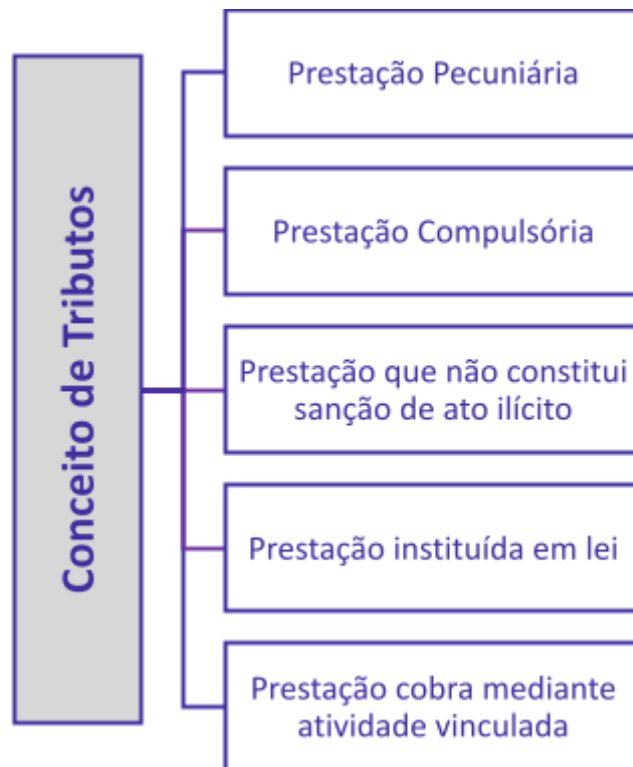 Conceito de Tributos
Prestação Pecuniária
Prestação Compulsória
Prestação que não constitui
sanção de ato ilícito
Prestação instituída em lei
Prestação cobra mediante
atividade vinculada